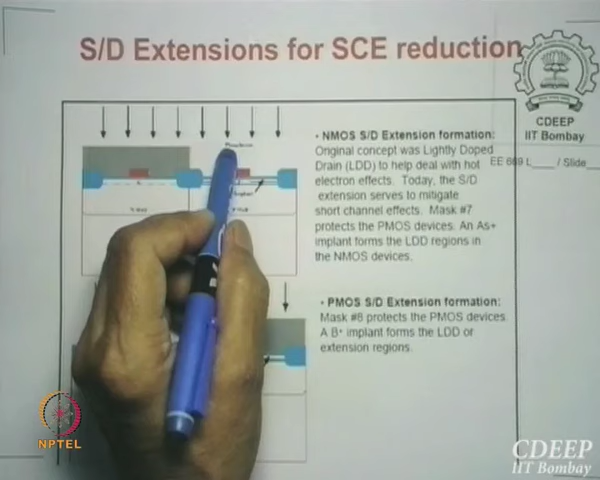 S/D Extensions for SCE reduction
CDEEP
IIT Bombay
EE 669 L____ / Slide
• NMOS S/D Extension formation:
Original concept was Lightly Doped
Drain (LDD) to help deal with hot
electron effects. Today, the S/D
extension serves to mitigate
short channel effects. Mask #7
protects the PMOS devices. An As+
implant forms the LDD regions in
the NMOS devices.
• PMOS S/D Extension formation:
Mask #8 protects the PMOS devices.
A B+ implant forms the LDD or
extension regions.
NPTEL
CDEEP
IIT Bombay